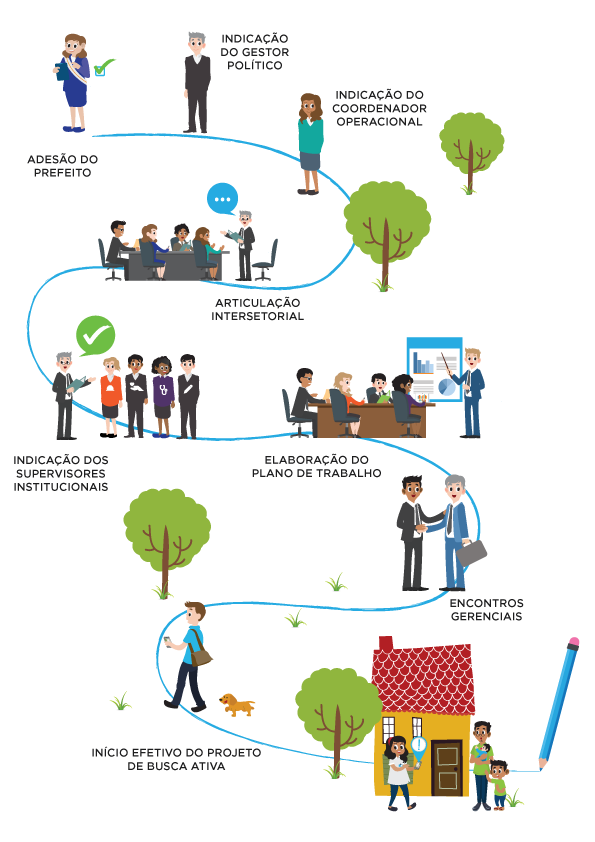 ADESÃO DO
PREFEITO
INDICAÇÃO
DO GESTOR
POLÍTICO
INDICAÇÃO DO
COORDENADOR
OPERACIONAL
ARTICULAÇÃO
INTERSETORIAL
INDICAÇÃO DOS
SUPERVISORES
INSTITUCIONAIS
ELABORAÇÃO DO
PLANO DE TRABALHO
ENCONTROS
GERENCIAIS
INÍCIO EFETIVO DO PROJETO
DE BUSCA ATIVA